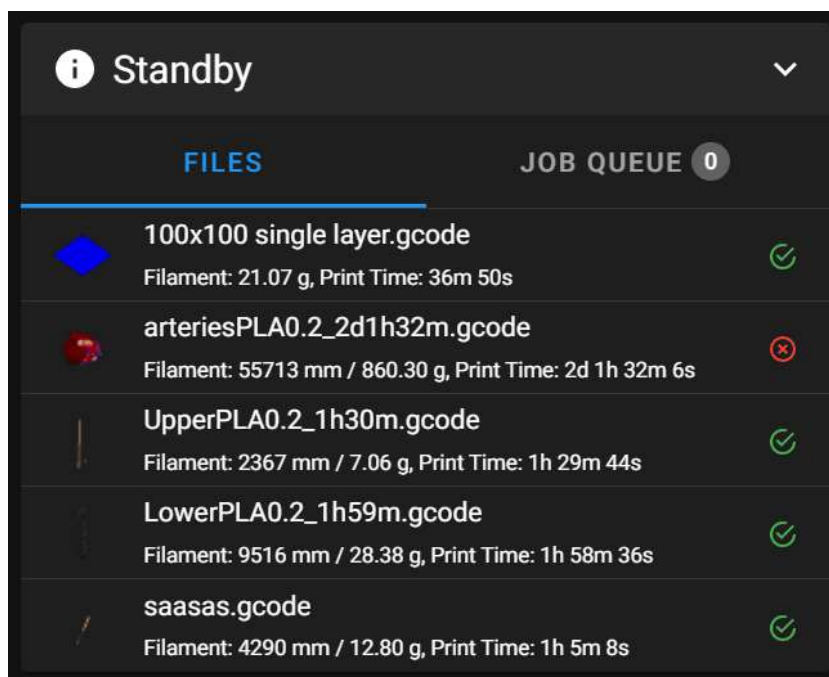 Standby
FILES
JOB QUEUE 0
100x100 single layer.gcode
Filament: 21.07 g, Print Time: 36m 50s
arteriesPLA0.2_2d1h32m.gcode
Filament: 55713 mm / 860.30 g, Print Time: 2d 1h 32m 6s
UpperPLA0.2_1h30m.gcode
Filament: 2367 mm / 7.06 g, Print Time: 1h 29m 44s
LowerPLA0.2_1h59m.gcode
Filament: 9516 mm / 28.38 g, Print Time: 1h 58m 36s
saasas.gcode
Filament: 4290 mm / 12.80 g, Print Time: 1h 5m 8s